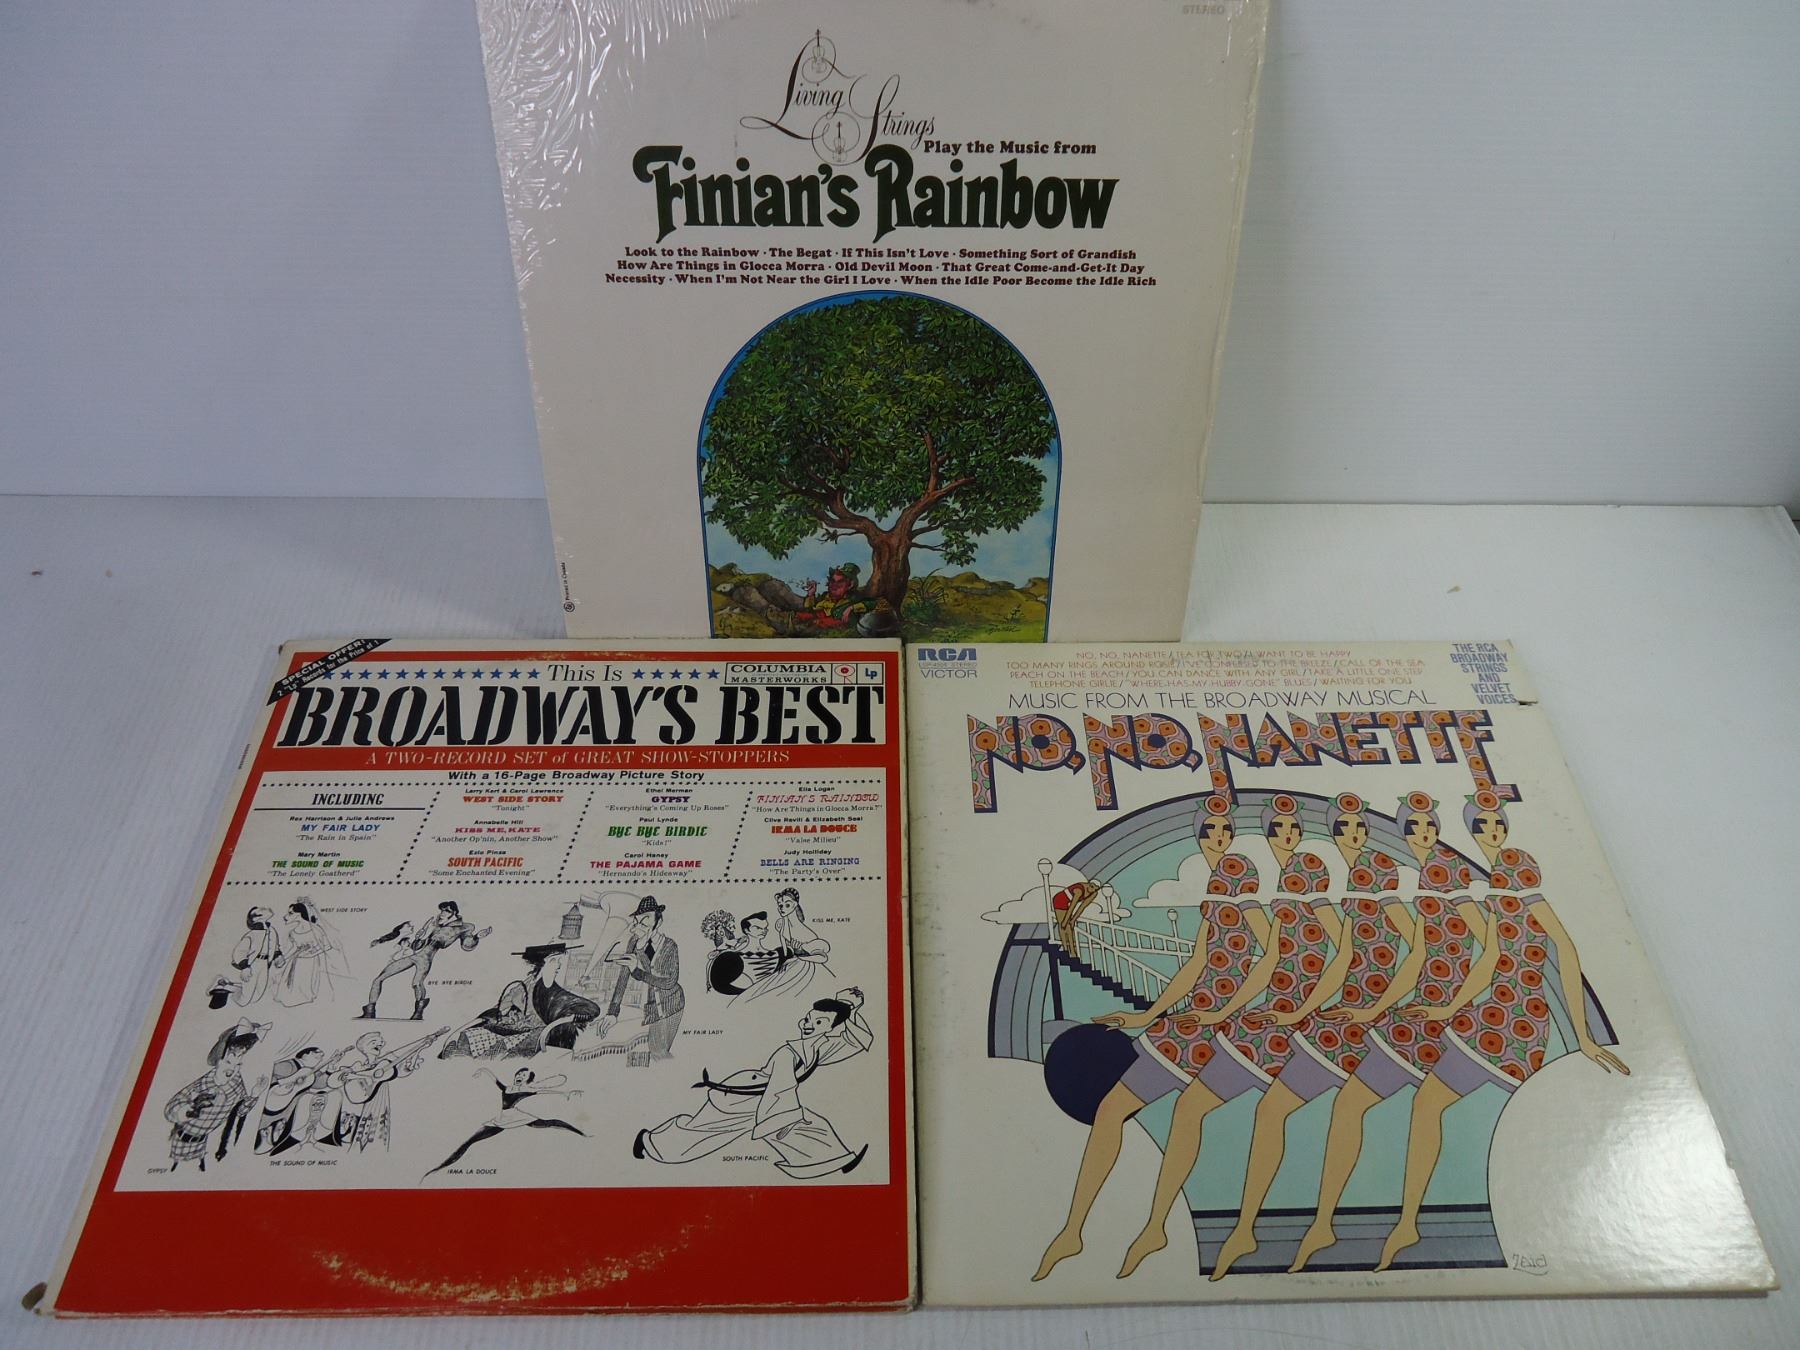 STEREO
Living Strings
Play the Music from
Finian's Rainbow
Look to the Rainbow · The Begat · If This Isn't Love · Something Sort of Grandish
How Are Things in Glocca Morra · Old Devil Moon · That Great Come-and-Get-It Day
Necessity · When I'm Not Near the Girl I Love · When the Idle Poor Become the Idle Rich
Printed in Canada
SPECIAL OFFER!
2 "Lp" Records for the Price of 1
This Is
COLUMBIA
MASTERWORKS
Lp
BROADWAY'S BEST
A TWO-RECORD SET of GREAT SHOW-STOPPERS
With a 16-Page Broadway Picture Story
INCLUDING
Rex Harrison & Julie Andrews
MY FAIR LADY
"The Rain in Spain"
Mary Martin
THE SOUND OF MUSIC
"The Lonely Goatherd"
Larry Kert & Carol Lawrence
WEST SIDE STORY
"Tonight"
Annabelle Hill
KISS ME, KATE
"Another Op'nin, Another Show"
Ezio Pinza
SOUTH PACIFIC
"Some Enchanted Evening"
Ethel Merman
GYPSY
"Everything's Coming Up Roses"
Paul Lynde
BYE BYE BIRDIE
"Kids!"
Carol Haney
THE PAJAMA GAME
"Hernando's Hideaway"
Ella Logan
FINIAN'S RAINBOW
"How Are Things in Glocca Morra?"
Clive Revill & Elizabeth Seal
IRMA LA DOUCE
"Valse Milieu"
Judy Holliday
BELLS ARE RINGING
"The Party's Over"
WEST SIDE STORY
KISS ME, KATE
BYE BYE BIRDIE
MY FAIR LADY
GYPSY
THE SOUND OF MUSIC
IRMA LA DOUCE
SOUTH PACIFIC
RCA
STEREO
VICTOR
NO, NO, NANETTE/TEA FOR TWO/I WANT TO BE HAPPY
TOO MANY RINGS AROUND ROSIE/I'VE CONFESSED TO THE BREEZE/CALL OF THE SEA
PEACH ON THE BEACH/YOU CAN DANCE WITH ANY GIRL/TAKE A LITTLE ONE STEP
TELEPHONE GIRLIE/"WHERE-HAS-MY-HUBBY-GONE" BLUES/WAITING FOR YOU
THE RCA
BROADWAY
STRINGS
AND
VELVET
VOICES
MUSIC FROM THE BROADWAY MUSICAL
NO, NO, NANETTE